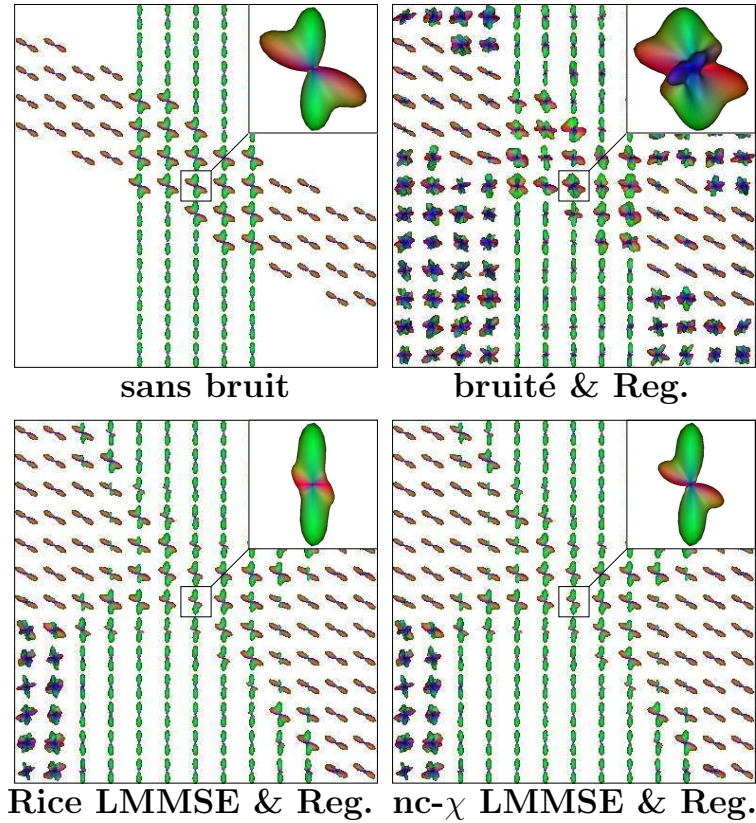 sans bruit
bruité & Reg.
Rice LMMSE & Reg.
nc-χ LMMSE & Reg.